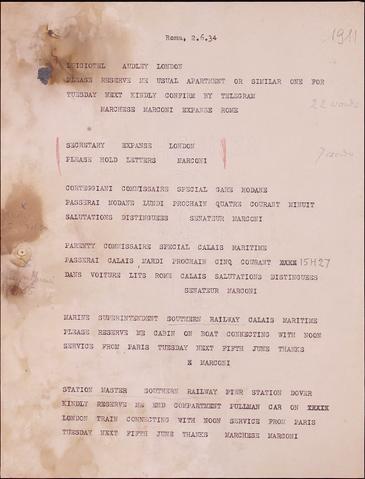 Roma, 2.6.34
1911
AUDLEY LONDON
PLEASE RESERVE ME USUAL APARTMENT OR SIMILAR ONE FOR
TUESDAY NEXT KINDLY CONFIRM BY TELEGRAM
MARCHESE MARCONI EXPANSE ROME
22 words
SECRETARY EXPANSE LONDON
PLEASE HOLD LETTERS MARCONI
7 words
CORTEGGIANI COMMISSAIRE SPECIAL GARE MODANE
PASSERAI MODANE LUNDI PROCHAIN QUATRE COURANT MINUIT
SALUTATIONS DISTINGUEES SENATEUR MARCONI
PARENTY COMMISSAIRE SPECIAL CALAIS MARITIME
PASSERAI CALAIS MARDI PROCHAIN CINQ COURANT XXXX 15H27
DANS VOITURE LITS ROME CALAIS SALUTATIONS DISTINGUEES
SENATEUR MARCONI
MARINE SUPERINTENDENT SOUTHERN RAILWAY CALAIS MARITIME
PLEASE RESERVE ME CABIN ON BOAT CONNECTING WITH NOON
SERVICE FROM PARIS TUESDAY NEXT FIFTH JUNE THANKS
X MARCONI
STATION MASTER SOUTHERN RAILWAY PIER STATION DOVER
KINDLY RESERVE ME END COMPARTMENT PULLMAN CAR ON XXXIX
LONDON TRAIN CONNECTING WITH NOON SERVICE FROM PARIS
TUESDAY NEXT FIFTH JUNE THANKS MARCHESE MARCONI